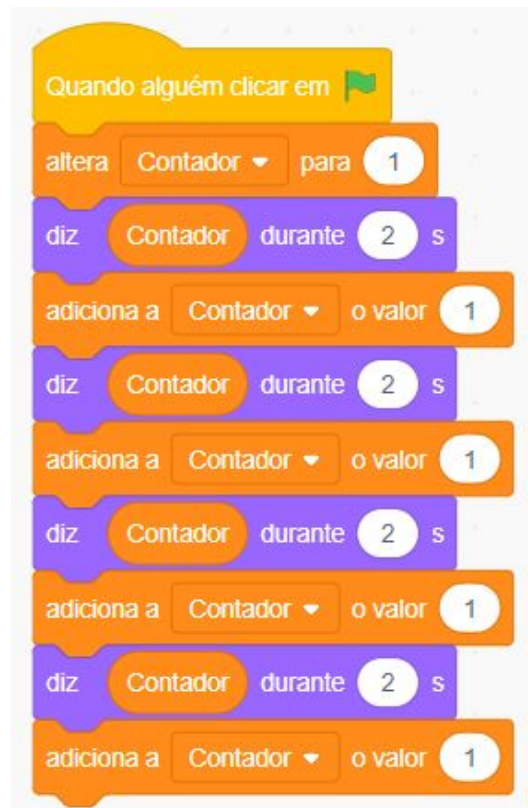 Quando alguém clicar em
altera Contador para 1
diz Contador durante 2 s
adiciona a Contador o valor 1
diz Contador durante 2 s
adiciona a Contador o valor 1
diz Contador durante 2 s
adiciona a Contador o valor 1
diz Contador durante 2 s
adiciona a Contador o valor 1